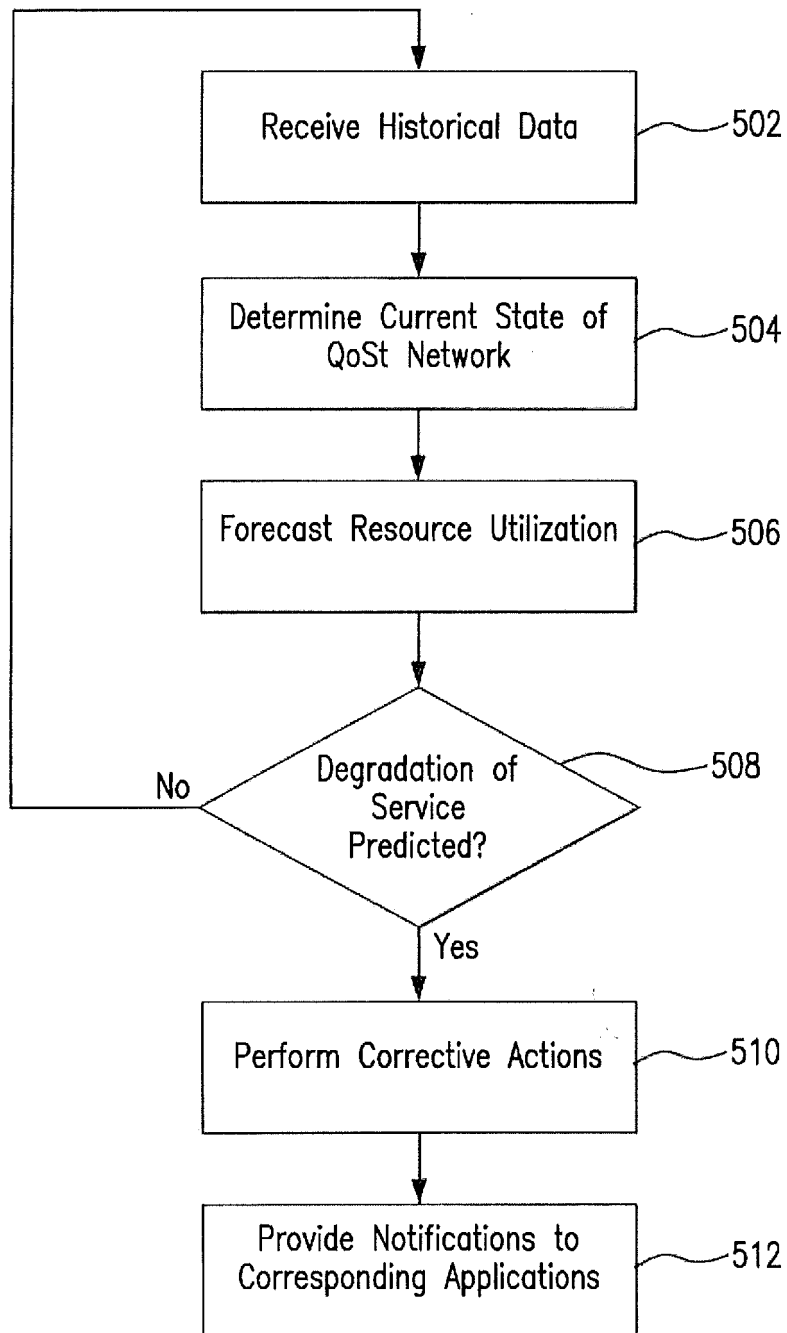 Receive Historical Data
502
Determine Current State of
QoSt Network
504
Forecast Resource Utilization
506
Degradation of
Service
Predicted?
508
No
Yes
Perform Corrective Actions
510
Provide Notifications to
Corresponding Applications
512